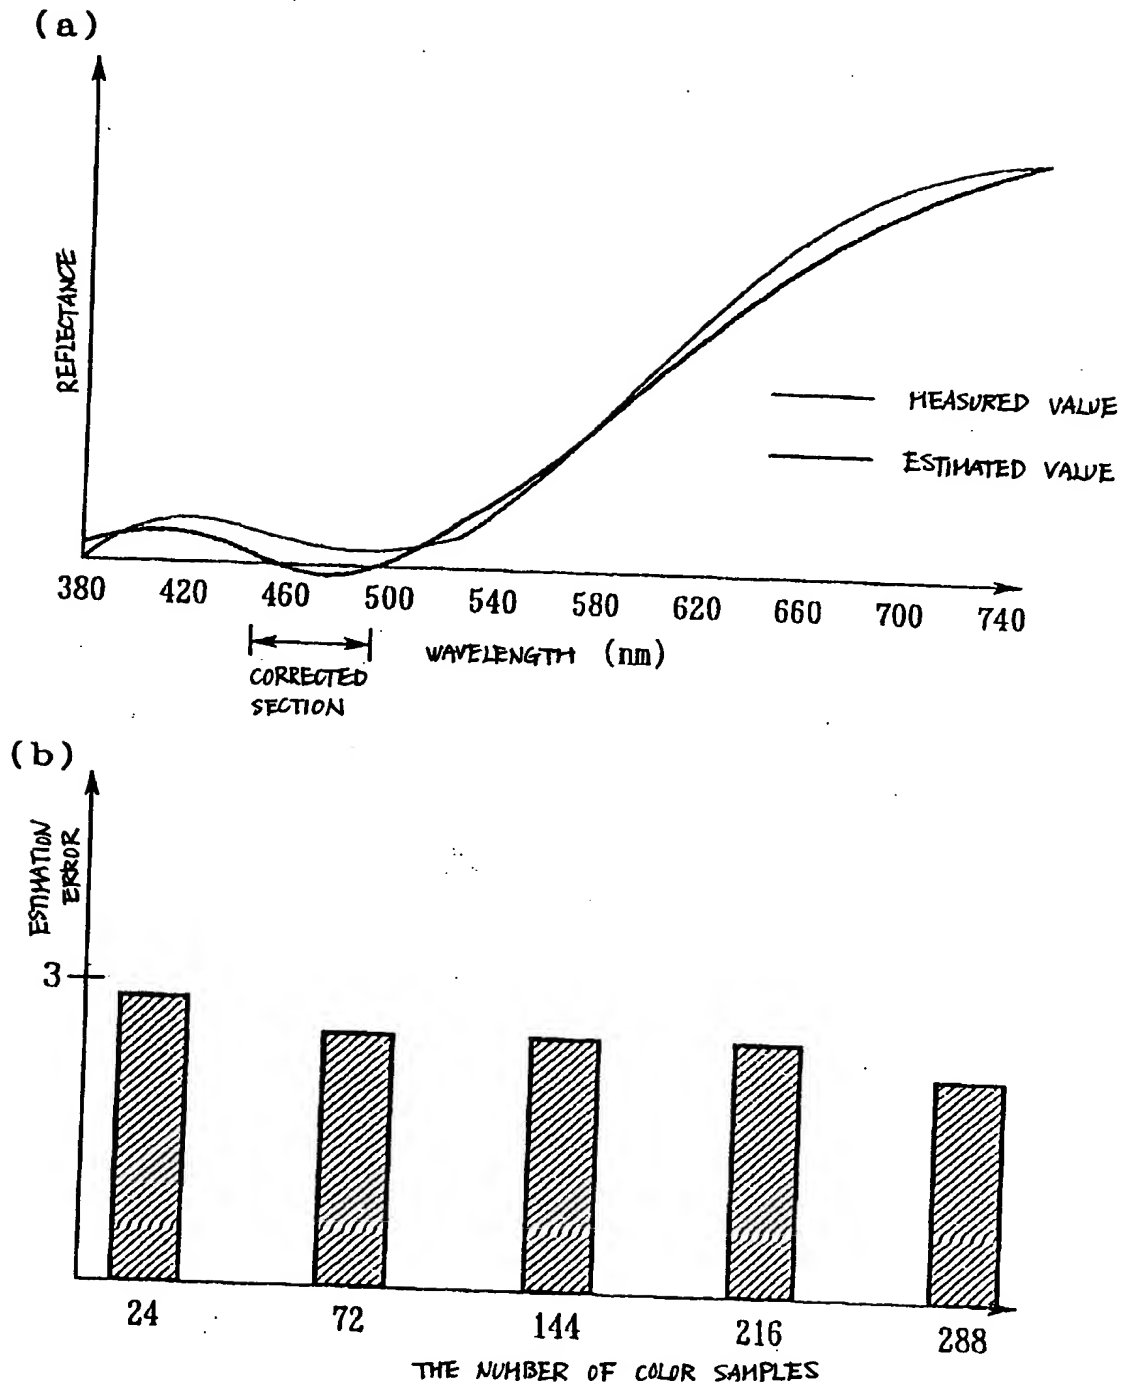 (a)
REFLECTANCE
MEASURED VALUE
ESTIMATED VALUE
380 420 460 500 540 580 620 660 700 740
WAVELENGTH (nm)
CORRECTED
SECTION
(b)
ESTIMATION
ERROR
3
24 72 144 216 288
THE NUMBER OF COLOR SAMPLES